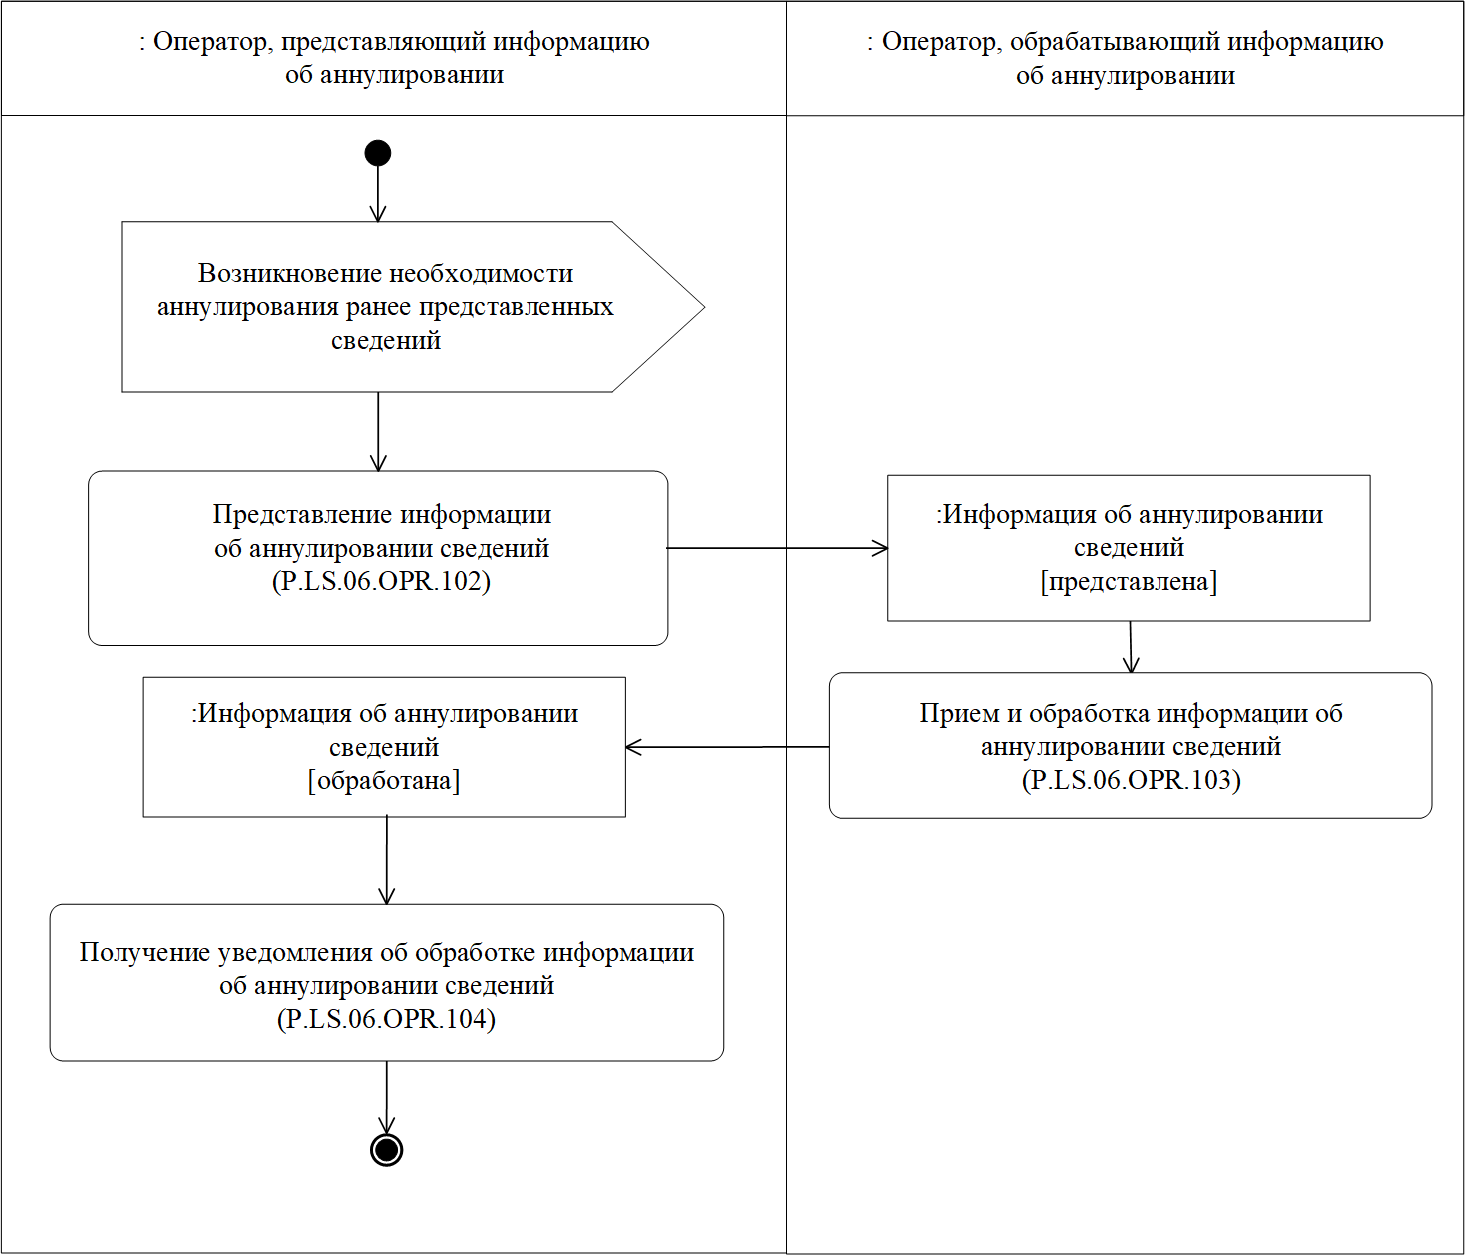 : Оператор, представляющий информацию
об аннулировании
: Оператор, обрабатывающий информацию
об аннулировании
Возникновение необходимости
аннулирования ранее представленных
сведений
Представление информации
об аннулировании сведений
(P.LS.06.OPR.102)
:Информация об аннулировании
сведений
[представлена]
:Информация об аннулировании
сведений
[обработана]
Прием и обработка информации об
аннулировании сведений
(P.LS.06.OPR.103)
Получение уведомления об обработке информации
об аннулировании сведений
(P.LS.06.OPR.104)